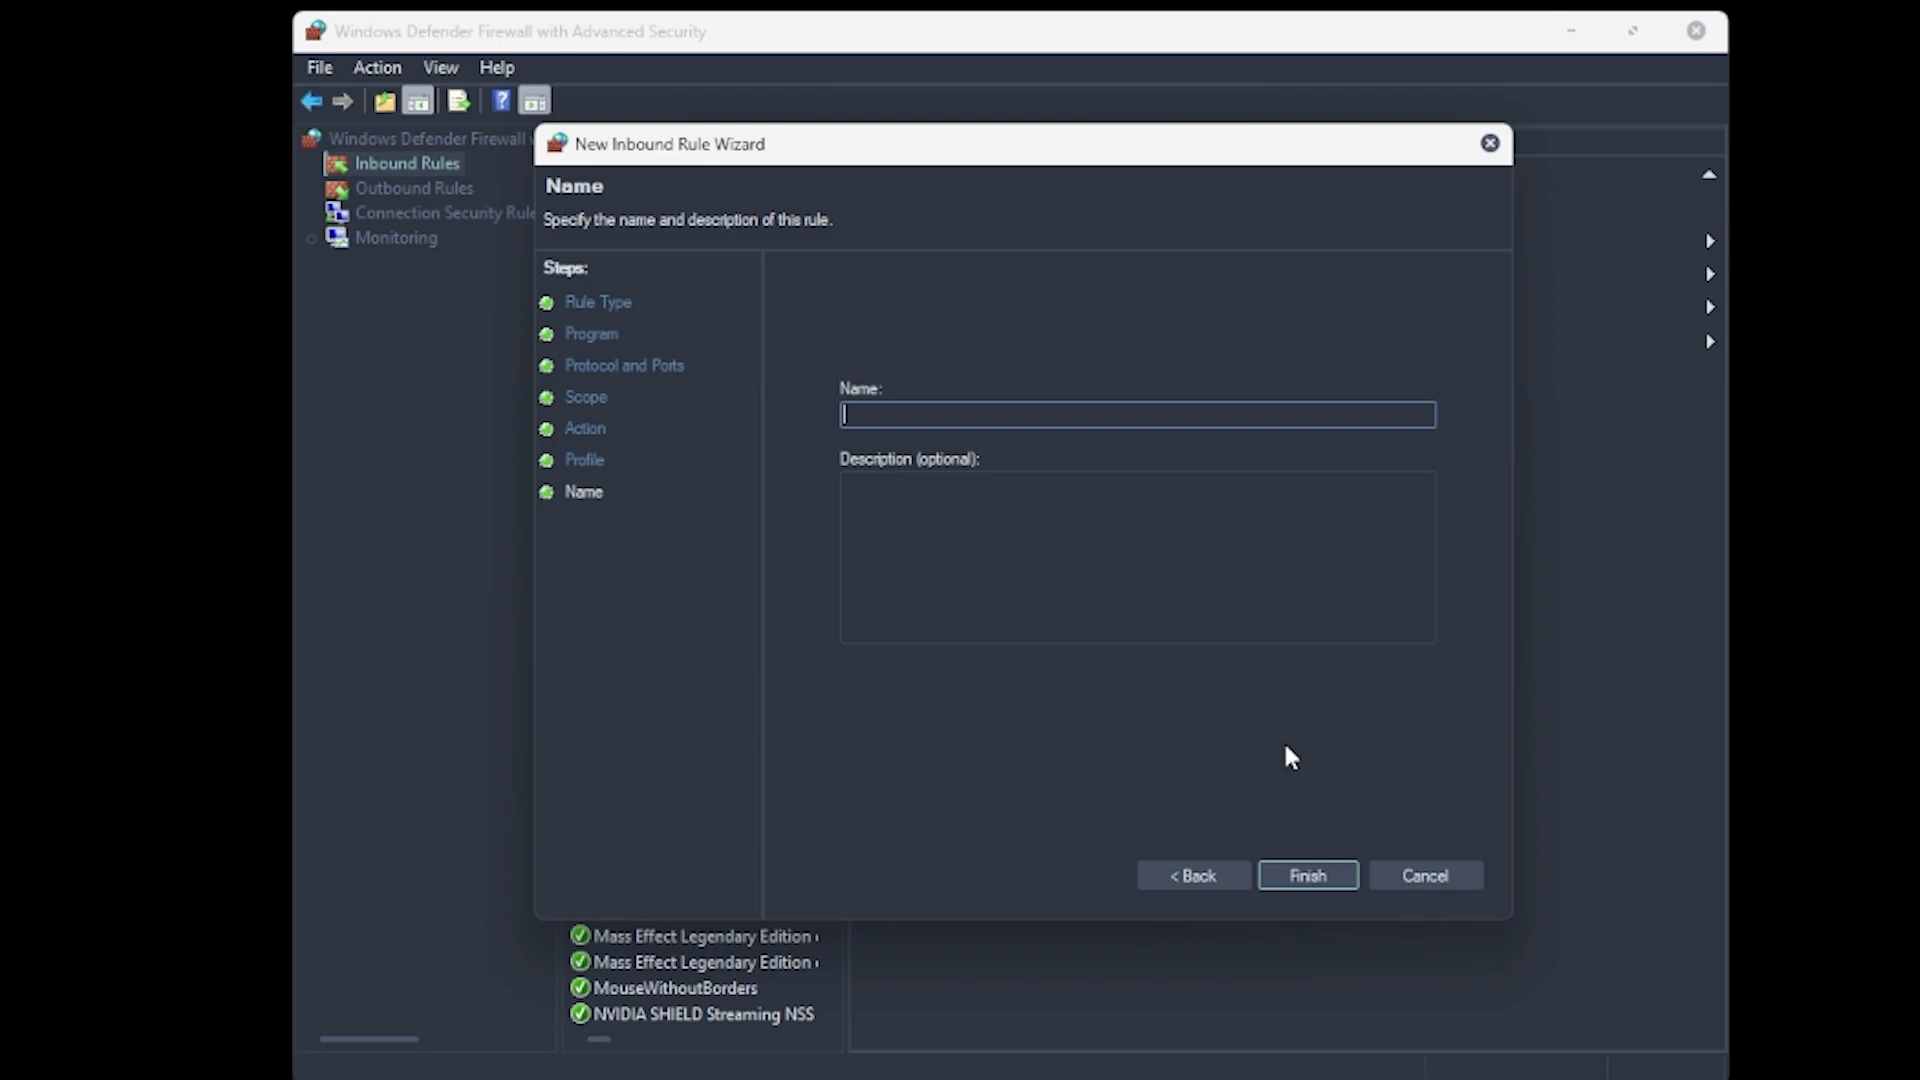 Windows Defender Firewall with Advanced Security
File Action View Help
Windows Defender Firewall
Inbound Rules
Outbound Rules
Connection Security Rule
Monitoring
New Inbound Rule Wizard
Name
Specify the name and description of this rule.
Steps:
Rule Type
Program
Protocol and Ports
Scope
Action
Profile
Name
Name:
Description (optional):
< Back Finish Cancel
Mass Effect Legendary Edition
Mass Effect Legendary Edition
MouseWithoutBorders
NVIDIA SHIELD Streaming NSS